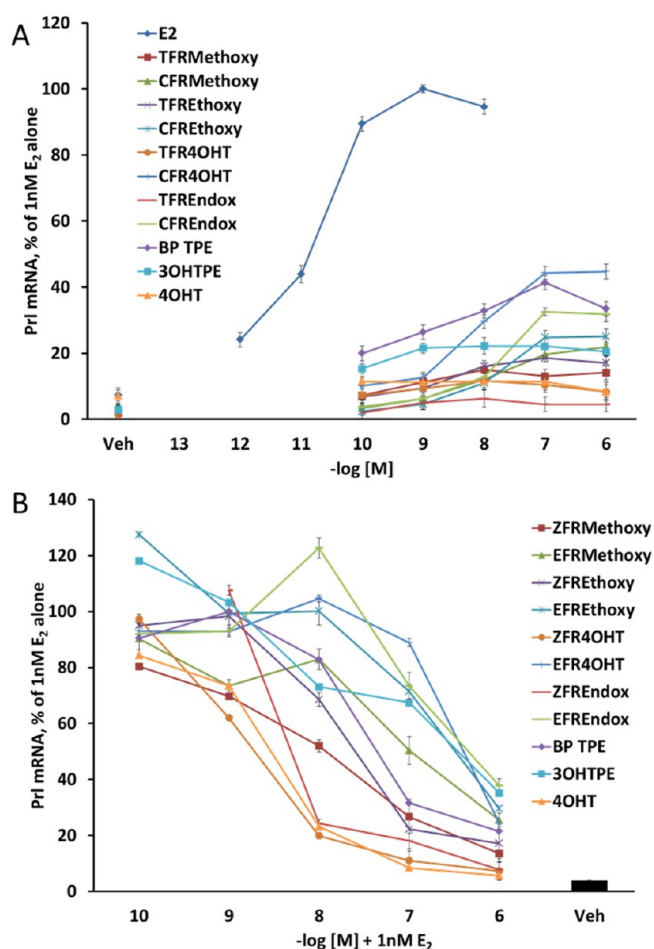 A
Prl mRNA, % of 1nM E2 alone
120
100
80
60
40
20
0
E2
TFRMethoxy
CFRMethoxy
TFREthoxy
CFREthoxy
TFR4OHT
CFR4OHT
TFREndox
CFREndox
BP TPE
3OHTPE
4OHT
Veh 13 12 11 10 9 8 7 6
-log [M]
B
Prl mRNA, % of 1nM E2 alone
140
120
100
80
60
40
20
0
ZFRMethoxy
EFRMethoxy
ZFREthoxy
EFREthoxy
ZFR4OHT
EFR4OHT
ZFREndox
EFREndox
BP TPE
3OHTPE
4OHT
10 9 8 7 6 Veh
-log [M] + 1nM E2